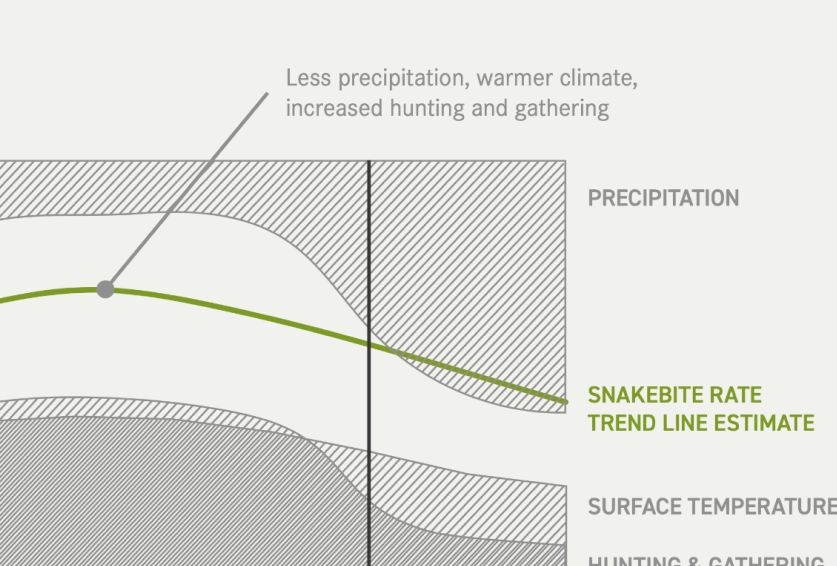 Less precipitation, warmer climate,
increased hunting and gathering
PRECIPITATION
SNAKEBITE RATE
TREND LINE ESTIMATE
SURFACE TEMPERATURE
HUNTING & GATHERING